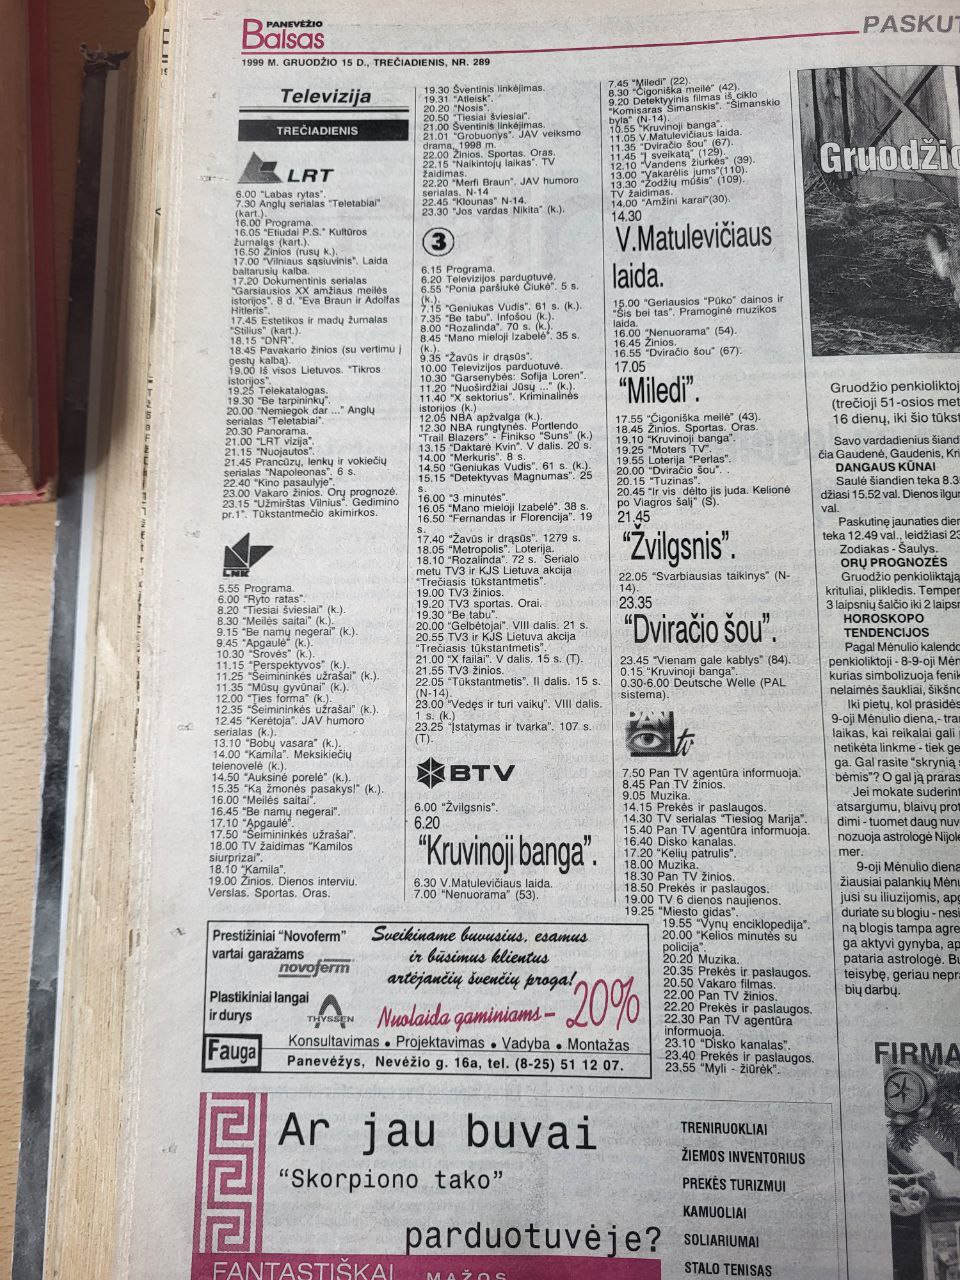 PANEVĖŽIO
Balsas
PASKUT
1999 M. GRUODŽIO 15 D., TREČIADIENIS, NR. 289
Televizija
TREČIADIENIS
LRT
6.00 "Labas rytas".
7.30 Anglų serialas "Teletabiai"
(kart.).
16.00 Programa.
16.05 "Etiudai P.S." Kultūros
žurnalas (kart.).
16.50 Žinios (rusų k.).
17.00 "Vilniaus sąsiuvinis". Laida
baltarusių kalba.
17.20 Dokumentinis serialas
"Garsiausios XX amžiaus meilės
istorijos". 8 d. "Eva Braun ir Adolfas
Hitleris".
17.45 Estetikos ir madų žurnalas
"Stilius" (kart.).
18.15 "DNR".
18.45 Pavakario žinios (su vertimu į
gestų kalbą).
19.00 Iš visos Lietuvos. "Tikros
istorijos".
19.25 Telekatalogas.
19.30 "Be tarpininkų".
20.00 "Nemiegok dar ..." Anglų
serialas "Teletabiai".
20.30 Panorama.
21.00 "LRT vizija".
21.15 "Nuojautos".
21.45 Prancūzų, lenkų ir vokiečių
serialas "Napoleonas". 6 s.
22.40 "Kino pasaulyje".
23.00 Vakaro žinios. Orų prognozė.
23.15 "Užmirštas Vilnius". Gedimino
pr.1". Tūkstantmečio akimirkos.
LNK
5.55 Programa.
6.00 "Ryto ratas".
8.20 "Tiesiai šviesiai" (k.).
8.30 "Meilės saitai" (k.).
9.15 "Be namų negerai" (k.).
9.45 "Apgaulė" (k.).
10.30 "Srovės" (k.).
11.15 "Perspektyvos" (k.).
11.25 "Šeimininkės užrašai" (k.).
11.35 "Mūsų gyvūnai" (k.).
12.00 "Ties forma" (k.).
12.35 "Šeimininkės užrašai" (k.).
12.45 "Kerėtoja". JAV humoro
serialas (k.).
13.10 "Bobų vasara" (k.).
14.00 "Kamila". Meksikiečių
telenovelė (k.).
14.50 "Auksinė porelė" (k.).
15.35 "Ką žmonės pasakys!" (k.).
16.00 "Meilės saitai".
16.45 "Be namų negerai".
17.10 "Apgaulė".
17.50 "Šeimininkės užrašai".
18.00 TV žaidimas "Kamilos
siurprizai".
18.10 "Kamila".
19.00 Žinios. Dienos interviu.
Verslas. Sportas. Oras.
19.30 Šventinis linkėjimas.
19.31 "Atleisk".
20.20 "Nosis".
20.50 "Tiesiai šviesiai".
21.00 Šventinis linkėjimas.
21.01 "Grobuonys". JAV veiksmo
drama, 1998 m.
22.00 Žinios. Sportas. Oras.
22.15 "Naikintojų laikas". TV
žaidimas.
22.20 "Merfi Braun". JAV humoro
serialas. N-14
22.45 "Klounas" N-14.
23.30 "Jos vardas Nikita" (k.).
3
6.15 Programa.
6.20 Televizijos parduotuvė.
6.55 "Ponia paršiukė Čiukė". 5 s.
(k.).
7.15 "Geniukas Vudis". 61 s. (k.).
7.35 "Be tabu". Infošou (k.).
8.00 "Rozalinda". 70 s. (k.).
8.45 "Mano mieloji Izabelė". 35 s.
(k.).
9.35 "Žavūs ir drąsūs".
10.00 Televizijos parduotuvė.
10.30 "Garsenybės: Sofija Loren".
11.20 "Nuoširdžiai Jūsų ..." (k.).
11.40 "X sektorius". Kriminalinės
istorijos (k.)
12.05 NBA apžvalga (k.).
12.30 NBA rungtynės. Portlendo
"Trail Blazers" - Finikso "Suns" (k.)
13.15 "Daktarė Kvin". V dalis. 20 s.
14.00 "Merkuris". 8 s.
14.50 "Geniukas Vudis". 61 s. (k.).
15.15 "Detektyvas Magnumas". 25
s.
16.00 "3 minutės".
16.05 "Mano mieloji Izabelė". 38 s.
16.50 "Fernandas ir Florencija". 19
s.
17.40 "Žavūs ir drąsūs". 1279 s.
18.05 "Metropolis". Loterija.
18.10 "Rozalinda". 72 s. Serialo
metu TV3 ir KJS Lietuva akcija
"Trečiasis tūkstantmetis".
19.00 TV3 žinios.
19.20 TV3 sportas. Orai.
19.30 "Be tabu".
20.00 "Gelbėtojai". VIII dalis. 21 s.
20.55 TV3 ir KJS Lietuva akcija
"Trečiasis tūkstantmetis".
21.00 "X failai". V dalis. 15 s. (T).
21.55 TV3 žinios.
22.05 "Tūkstantmetis". II dalis. 15 s.
(N-14).
23.00 "Vedęs ir turi vaikų". VIII dalis.
1 s. (k.)
23.25 "Įstatymas ir tvarka". 107 s.
(T).
BTV
6.00 "Žvilgsnis".
6.20
"Kruvinoji banga".
6.30 V.Matulevičiaus laida.
7.00 "Nenuorama" (53).
7.45 "Miledi" (22).
8.30 "Čigoniška meilė" (42).
9.20 Detektyvinis filmas iš ciklo
"Komisaras Šimanskis". "Šimanskio
byla" (N-14).
10.55 "Kruvinoji banga".
11.05 V.Matulevičiaus laida.
11.35 "Dviračio šou" (67).
11.45 "Į sveikatą" (129).
12.10 "Vandens žiurkės" (39).
13.00 "Vakarėlis jums"(110).
13.30 "Žodžių mūšis" (109).
TV žaidimas.
14.00 "Amžini karai"(30).
14.30
V.Matulevičiaus
laida.
15.00 "Geriausios "Pūko" dainos ir
"Šis bei tas". Pramoginė muzikos
laida.
16.00 "Nenuorama" (54).
16.45 Žinios.
16.55 "Dviračio šou" (67).
17.05
"Miledi".
17.55 "Čigoniška meilė" (43).
18.45 Žinios. Sportas. Oras.
19.10 "Kruvinoji banga".
19.25 "Moters TV".
19.55 Loterija "Perlas".
20.00 "Dviračio šou". .
20.15 "Tuzinas".
20.45 "Ir vis dėlto jis juda. Kelionė
po Viagros šalį" (S).
21.45
"Žvilgsnis".
22.05 "Svarbiausias taikinys" (N-
14).
23.35
"Dviračio šou".
23.45 "Vienam gale kablys" (84).
0.15 "Kruvinoji banga".
0.30-6.00 Deutsche Welle (PAL
sistema).
PAN tv
7.50 Pan TV agentūra informuoja.
8.45 Pan TV žinios.
9.05 Muzika.
14.15 Prekės ir paslaugos.
14.30 TV serialas "Tiesiog Marija".
15.40 Pan TV agentūra informuoja.
16.40 Disko kanalas.
17.20 "Kelių patrulis".
18.00 Muzika.
18.30 Pan TV žinios.
18.50 Prekės ir paslaugos.
19.00 TV 6 dienos naujienos.
19.25 "Miesto gidas".
19.55 "Vynų enciklopedija".
20.00 "Kelios minutės su
policija".
20.20 Muzika.
20.35 Prekės ir paslaugos.
20.50 Vakaro filmas.
22.00 Pan TV žinios.
22.20 Prekės ir paslaugos.
22.30 Pan TV agentūra
informuoja.
23.10 "Disko kanalas".
23.40 Prekės ir paslaugos.
23.55 "Myli - žiūrėk".
Gruodžio
Gruodžio penkioliktoj
(trečioji 51-osios met
16 dienų, iki šio tūkst
Savo vardadienius šiand
čia Gaudenė, Gaudenis, Kri
DANGAUS KŪNAI
Saulė šiandien teka 8.3
džiasi 15.52 val. Dienos ilgu
val.
Paskutinę jaunaties dien
teka 12.49 val., leidžiasi 23
Zodiakas - Šaulys.
ORŲ PROGNOZĖS
Gruodžio penkioliktąją
krituliai, plikledis. Temper
3 laipsnių šalčio iki 2 laipsn
HOROSKOPO
TENDENCIJOS
Pagal Mėnulio kalendo
penkioliktoji - 8-9-oji Mėn
kurias simbolizuoja fenik
nelaimės šaukliai, šikšno
Iki pietų, kol prasidės
9-oji Mėnulio diena,- tran
laikas, kai reikalai gali p
netikėta linkme - tiek ge
ga. Gal rasite "skrynią s
bėmis"? O gal ją praras
Jei mokate suderint
atsargumu, blaivų prot
dimi - tuomet daug nuv
nozuoja astrologė Nijol
mer.
9-oji Mėnulio diena
žiausiai palankių Mėnu
jusi su iliuzijomis, apg
duriate su blogiu - nesi
ną blogis tampa agre
ga aktyvi gynyba, ap
pataria astrologė. Bu
teisybę, geriau nepra
bių darbų.
FIRMA
Prestižiniai "Novoferm"
vartai garažams
novoferm
Plastikiniai langai
ir durys
THYSSEN
Fauga
Sveikiname buvusius, esamus
ir būsimus klientus
artėjančių švenčių proga!
Nuolaida gaminiams – 20%
Konsultavimas • Projektavimas • Vadyba • Montažas
Panevėžys, Nevėžio g. 16a, tel. (8-25) 51 12 07.
Ar jau buvai
"Skorpiono tako"
parduotuvėje?
FANTASTIŠKAI MAŽOS
TRENIRUOKLIAI
ŽIEMOS INVENTORIUS
PREKĖS TURIZMUI
KAMUOLIAI
SOLIARIUMAI
STALO TENISAS